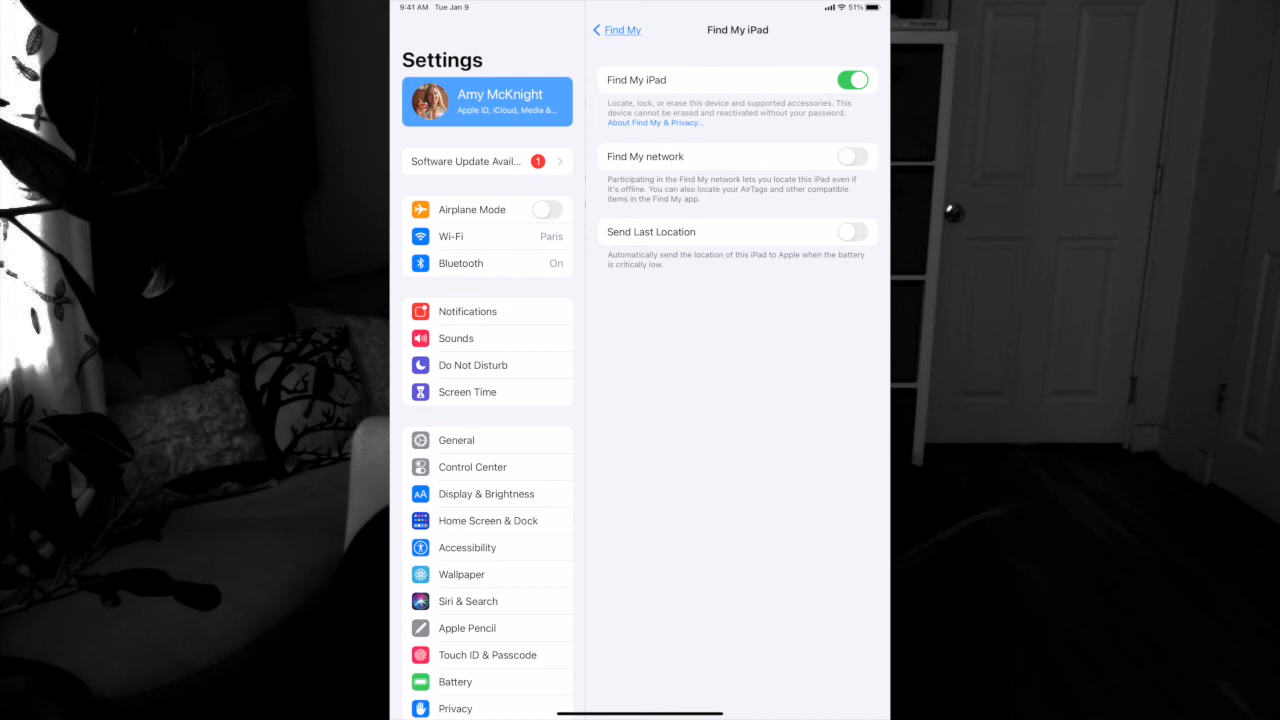 9:41 AM Tue Jan 9
51%
Settings
Amy McKnight
Apple ID, iCloud, Media &...
Software Update Avail... 1
Airplane Mode
Wi-Fi Paris
Bluetooth On
Notifications
Sounds
Do Not Disturb
Screen Time
General
Control Center
AA Display & Brightness
Home Screen & Dock
Accessibility
Wallpaper
Siri & Search
Apple Pencil
Touch ID & Passcode
Battery
Privacy
Find My
Find My iPad
Find My iPad
Locate, lock, or erase this device and supported accessories. This
device cannot be erased and reactivated without your password.
About Find My & Privacy...
Find My network
Participating in the Find My network lets you locate this iPad even if
it's offline. You can also locate your AirTags and other compatible
items in the Find My app.
Send Last Location
Automatically send the location of this iPad to Apple when the battery
is critically low.